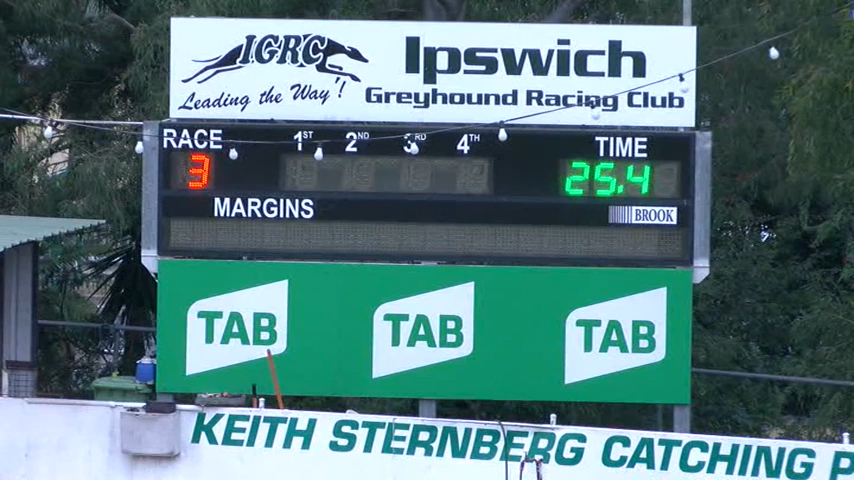 IGRC
Leading the Way!
Ipswich
Greyhound Racing Club
RACE 1ST 2ND 3RD 4TH TIME
3 25.4
MARGINS BROOK
TAB TAB TAB
KEITH STERNBERG CATCHING P